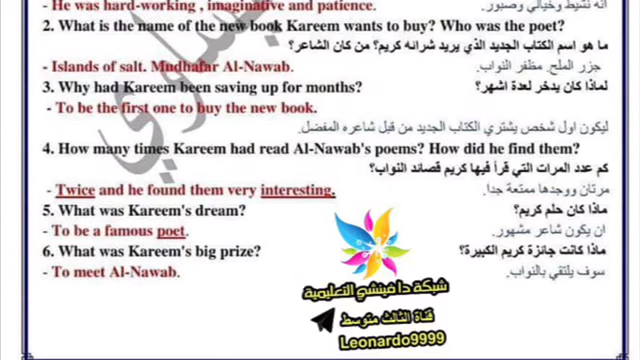 - He was hard-working , imaginative and patience. انه نشيط وخيالي وصبور.
2. What is the name of the new book Kareem wants to buy? Who was the poet?
ما هو اسم الكتاب الجديد الذي يريد شرائه كريم؟ من كان الشاعر؟
- Islands of salt. Mudhafar Al-Nawab. جزر الملح. مظفر النواب.
3. Why had Kareem been saving up for months? لماذا كان يدخر لعدة اشهر؟
- To be the first one to buy the new book.
ليكون اول شخص يشتري الكتاب الجديد من قبل شاعره المفضل.
4. How many times Kareem had read Al-Nawab's poems? How did he find them?
كم عدد المرات التي قرأ فيها كريم قصائد النواب؟
- Twice and he found them very interesting. مرتان ووجدها ممتعة جدا.
5. What was Kareem's dream? ماذا كان حلم كريم؟
- To be a famous poet. ان يكون شاعر مشهور.
6. What was Kareem's big prize? ماذا كانت جائزة كريم الكبيرة؟
- To meet Al-Nawab. سوف يلتقي بالنواب.
شبكة دافينشي التعليمية
قناة الثالث متوسط
Leonardo9999